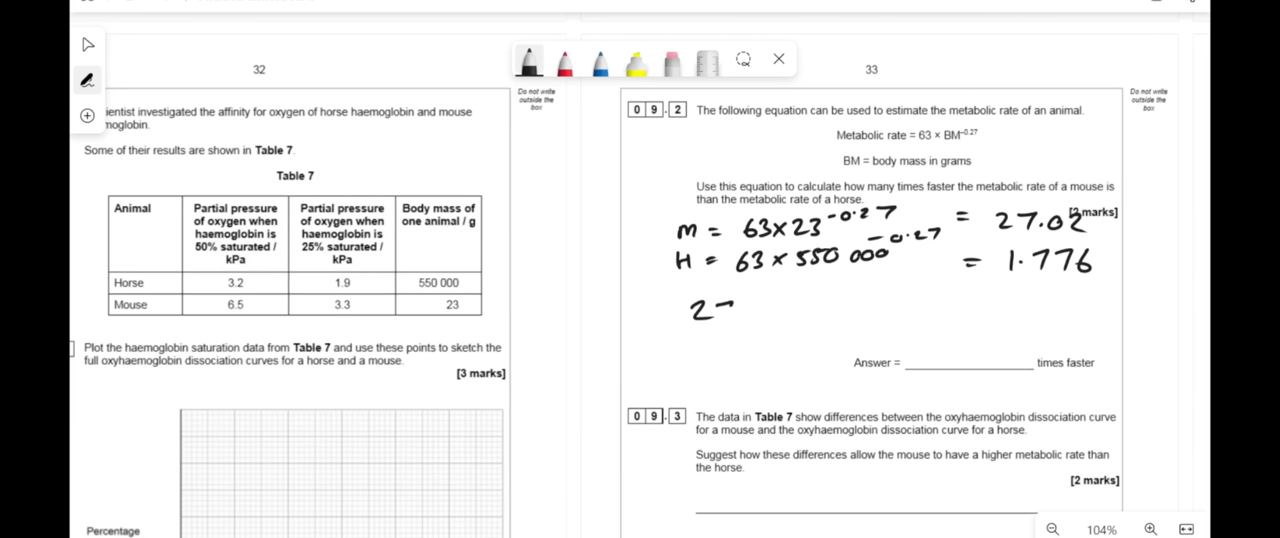 32
Do not write
outside the
box
ientist investigated the affinity for oxygen of horse haemoglobin and mouse
moglobin.
Some of their results are shown in Table 7.
Table 7
Animal
Partial pressure
of oxygen when
haemoglobin is
50% saturated /
kPa
Partial pressure
of oxygen when
haemoglobin is
25% saturated /
kPa
Body mass of
one animal / g
Horse 3.2 1.9 550 000
Mouse 6.5 3.3 23
Plot the haemoglobin saturation data from Table 7 and use these points to sketch the
full oxyhaemoglobin dissociation curves for a horse and a mouse.
[3 marks]
Percentage
33
Do not write
outside the
box
0 9 . 2 The following equation can be used to estimate the metabolic rate of an animal.
Metabolic rate = 63 × BM⁻⁰·²⁷
BM = body mass in grams
Use this equation to calculate how many times faster the metabolic rate of a mouse is
than the metabolic rate of a horse.
marks]
M = 63×23 -0.27 = 27.02
H = 63 × 550 000 -0.27 = 1.776
Answer = ____________ times faster
0 9 . 3 The data in Table 7 show differences between the oxyhaemoglobin dissociation curve
for a mouse and the oxyhaemoglobin dissociation curve for a horse.
Suggest how these differences allow the mouse to have a higher metabolic rate than
the horse.
[2 marks]
104%